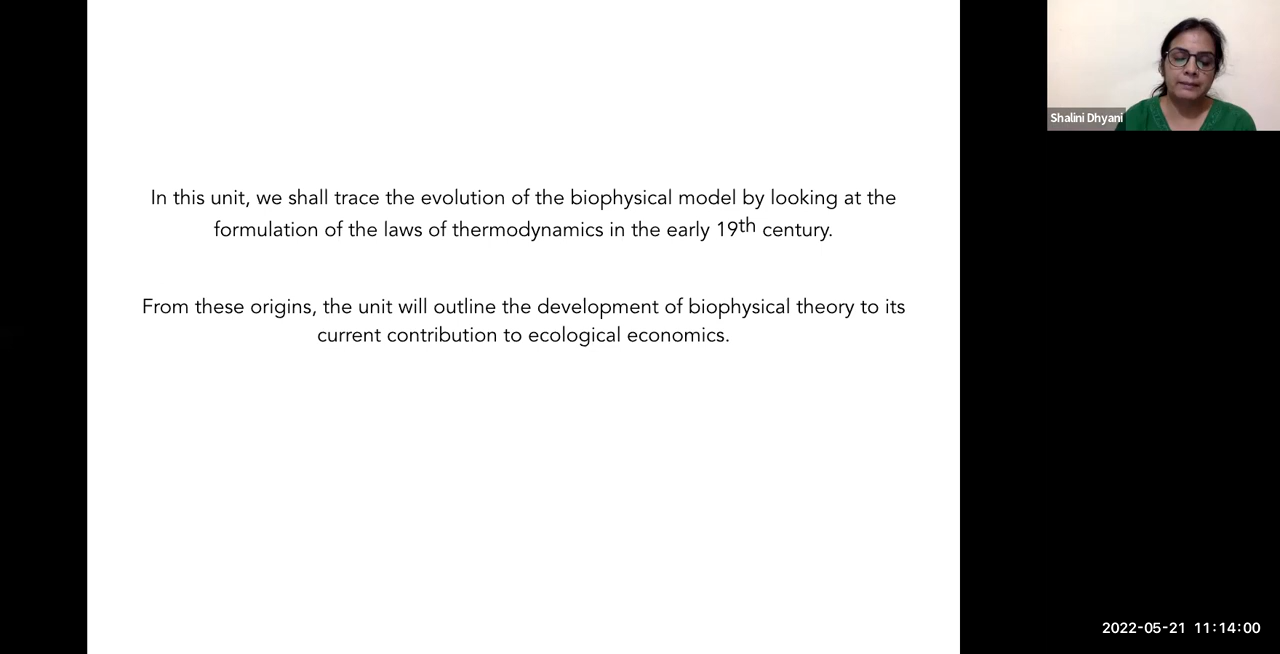 In this unit, we shall trace the evolution of the biophysical model by looking at the
formulation of the laws of thermodynamics in the early 19th century.
From these origins, the unit will outline the development of biophysical theory to its
current contribution to ecological economics.
Shalini Dhyani
2022-05-21 11:14:00